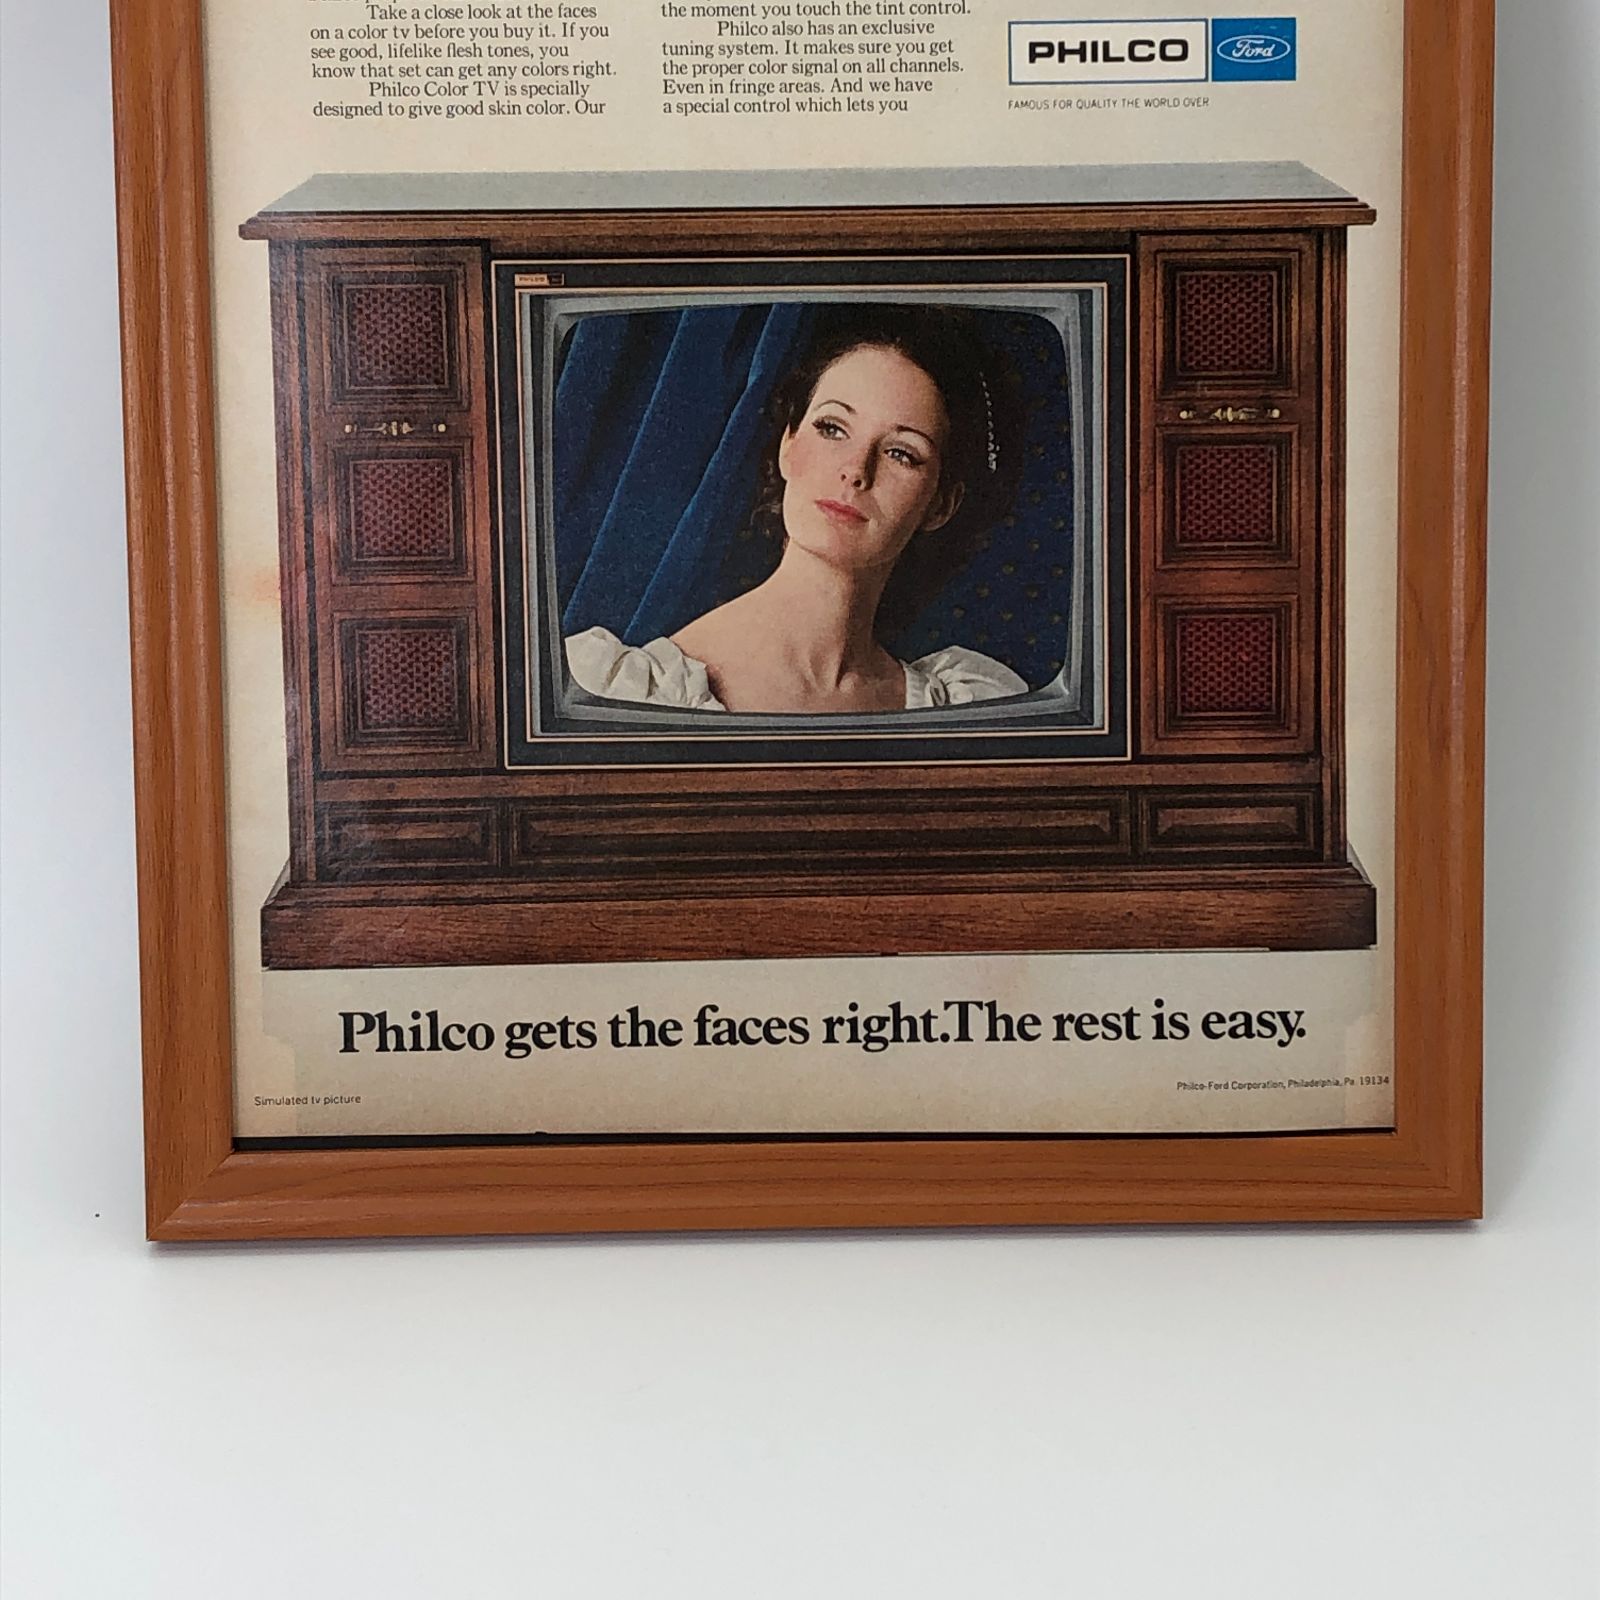 Take a close look at the faces
on a color tv before you buy it. If you
see good, lifelike flesh tones, you
know that set can get any colors right.
Philco Color TV is specially
designed to give good skin color. Our
the moment you touch the tint control.
Philco also has an exclusive
tuning system. It makes sure you get
the proper color signal on all channels.
Even in fringe areas. And we have
a special control which lets you
PHILCO Ford
FAMOUS FOR QUALITY THE WORLD OVER
PHILCO
Philco gets the faces right.The rest is easy.
Philco-Ford Corporation, Philadelphia, Pa. 19134
Simulated tv picture